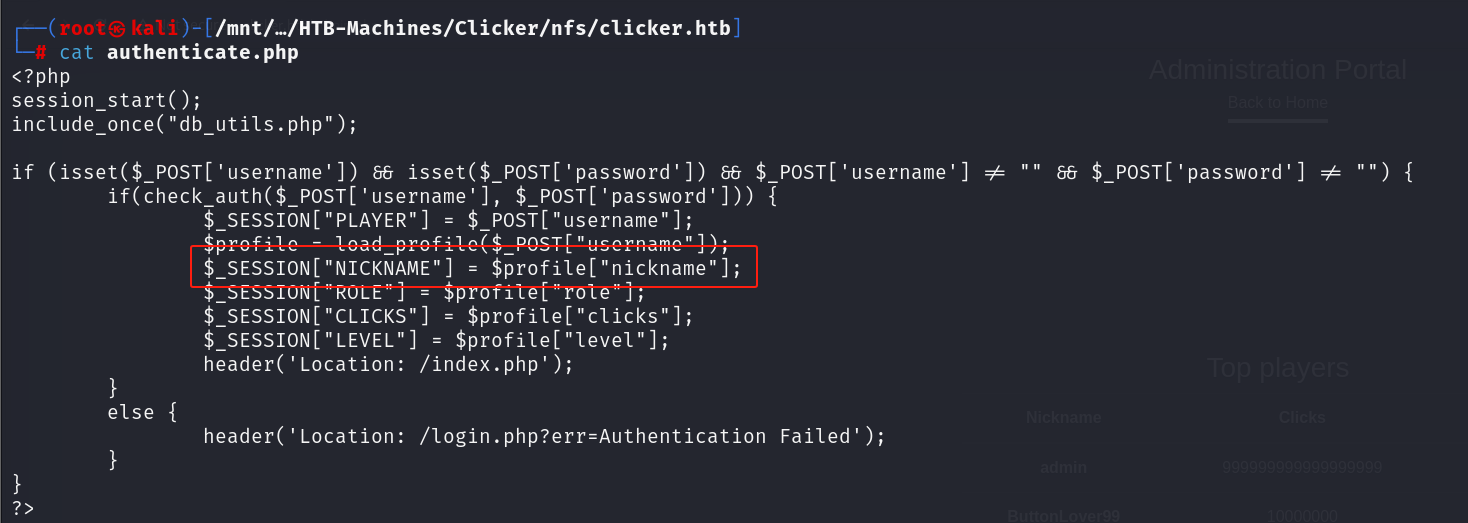 ┌──(root㉿kali)-[/mnt/…/HTB-Machines/Clicker/nfs/clicker.htb]
└─# cat authenticate.php
<?php
session_start();
include_once("db_utils.php");
if (isset($_POST['username']) && isset($_POST['password']) && $_POST['username'] != "" && $_POST['password'] != "") {
        if(check_auth($_POST['username'], $_POST['password'])) {
                $_SESSION["PLAYER"] = $_POST["username"];
                $profile = load_profile($_POST["username"]);
                $_SESSION["NICKNAME"] = $profile["nickname"];
                $_SESSION["ROLE"] = $profile["role"];
                $_SESSION["CLICKS"] = $profile["clicks"];
                $_SESSION["LEVEL"] = $profile["level"];
                header('Location: /index.php');
        }
        else {
                header('Location: /login.php?err=Authentication Failed');
        }
}
?>
Administration Portal
Back to Home
Top players
Nickname Clicks
admin 999999999999999999
ButtonLover99 10000000